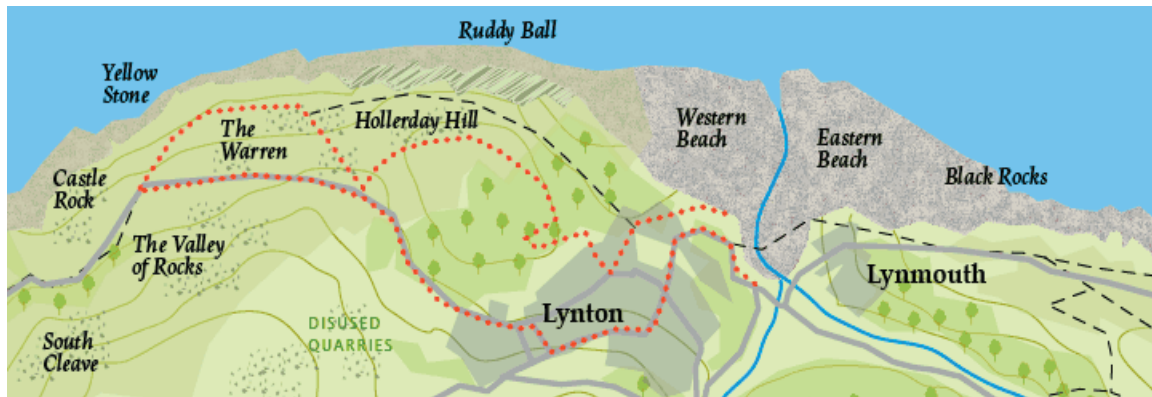 Ruddy Ball
Yellow
Stone
The
Warren
Hollerday Hill
Western
Beach
Eastern
Beach
Castle
Rock
Black Rocks
The Valley
of Rocks
Lynmouth
Lynton
DISUSED
QUARRIES
South
Cleave